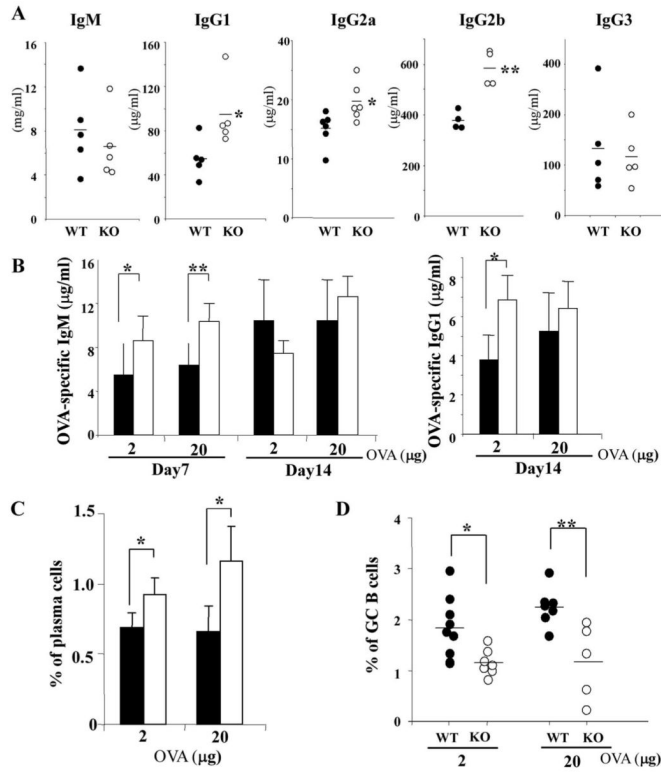 A
IgM IgG1 IgG2a IgG2b IgG3
(mg/ml) (µg/ml) (µg/ml) (µg/ml) (µg/ml)
16 160 30 600 400
12 120 20 400 300
8 80 10 200 200
4 40 0 0 100
0 0 0
* * **
WT KO WT KO WT KO WT KO WT KO
B
OVA-specific IgM (µg/ml)
16
12
8
4
0
* **
2 20 2 20 OVA (µg)
Day7 Day14
OVA-specific IgG1 (µg/ml)
8
6
4
2
0
*
2 20 OVA (µg)
Day14
C
% of plasma cells
1.5
1.0
0.5
0
* *
2 20
OVA (µg)
D
% of GC B cells
4
3
2
1
0
* **
WT KO WT KO
2 20 OVA (µg)